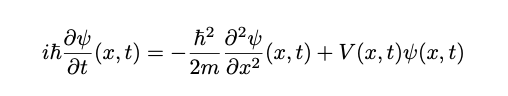 iħ ∂ψ/∂t (x, t) = − ħ²/2m ∂²ψ/∂x² (x, t) + V(x, t)ψ(x, t)